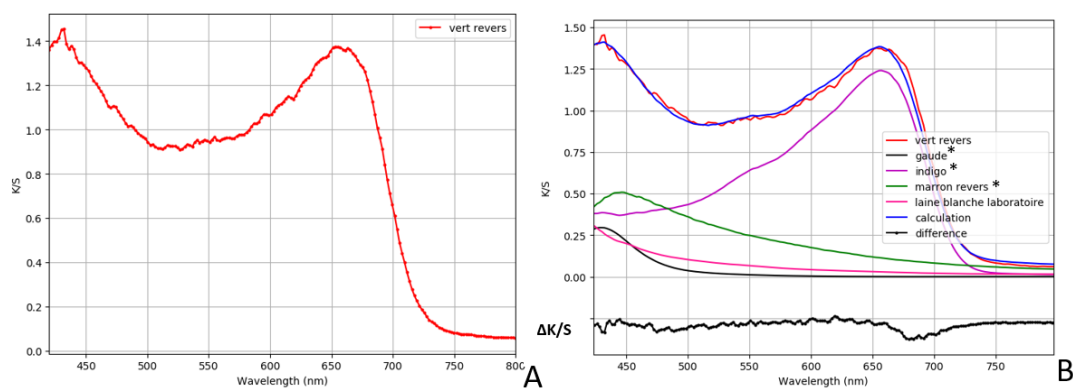 vert revers
1.4
1.2
1.0
0.8
0.6
0.4
0.2
0.0
K/S
450
500
550
600
650
700
750
800
Wavelength (nm)
A
1.50
1.25
1.00
0.75
0.50
0.25
0.00
K/S
ΔK/S
vert revers
gaude *
indigo *
marron revers *
laine blanche laboratoire
calculation
difference
450
500
550
600
650
700
750
Wavelength (nm)
B